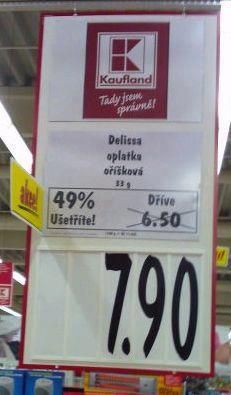 Kaufland
Tady jsem
správně!
Delissa
oplatka
oříšková
33 g
49%
Ušetříte!
Dříve
6.50
akce!
7.90